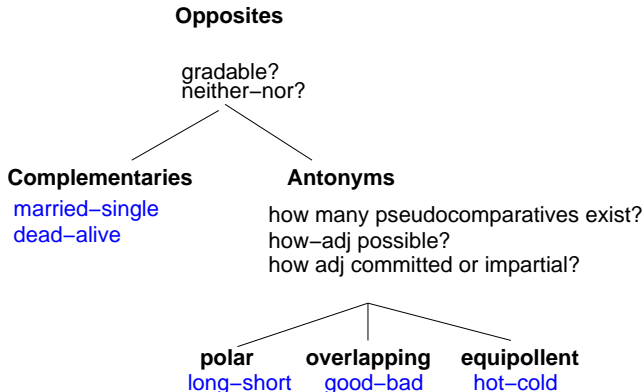 Opposites
gradable?
neither−nor?
Complementaries Antonyms
married−single
dead−alive
how many pseudocomparatives exist?
how−adj possible?
how adj committed or impartial?
polar overlapping equipollent
long−short good−bad hot−cold